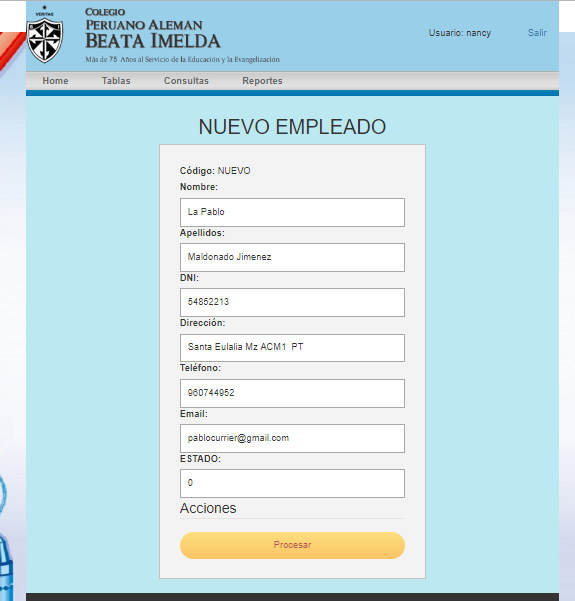 VERITAS
COLEGIO
PERUANO ALEMAN
BEATA IMELDA
Más de 75 Años al Servicio de la Educación y la Evangelización
Usuario: nancy Salir
Home Tablas Consultas Reportes
NUEVO EMPLEADO
Código: NUEVO
Nombre:
La Pablo
Apellidos:
Maldonado Jimenez
DNI:
54852213
Dirección:
Santa Eulalia Mz ACM1 PT
Teléfono:
960744952
Email:
pablocurrier@gmail.com
ESTADO:
0
Acciones
Procesar